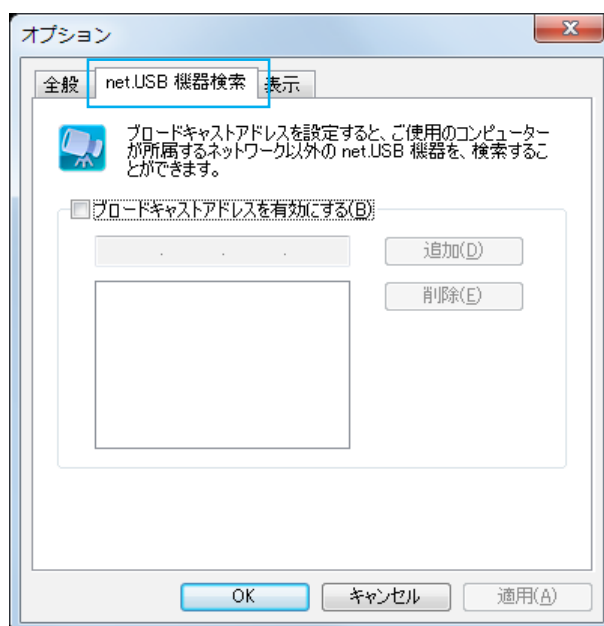 オプション
全般 net.USB 機器検索 表示
ブロードキャストアドレスを設定すると、ご使用のコンピューター
が所属するネットワーク以外の net.USB 機器を、検索するこ
とができます。
ブロードキャストアドレスを有効にする(B)
. . .
追加(D)
削除(E)
OK キャンセル 適用(A)